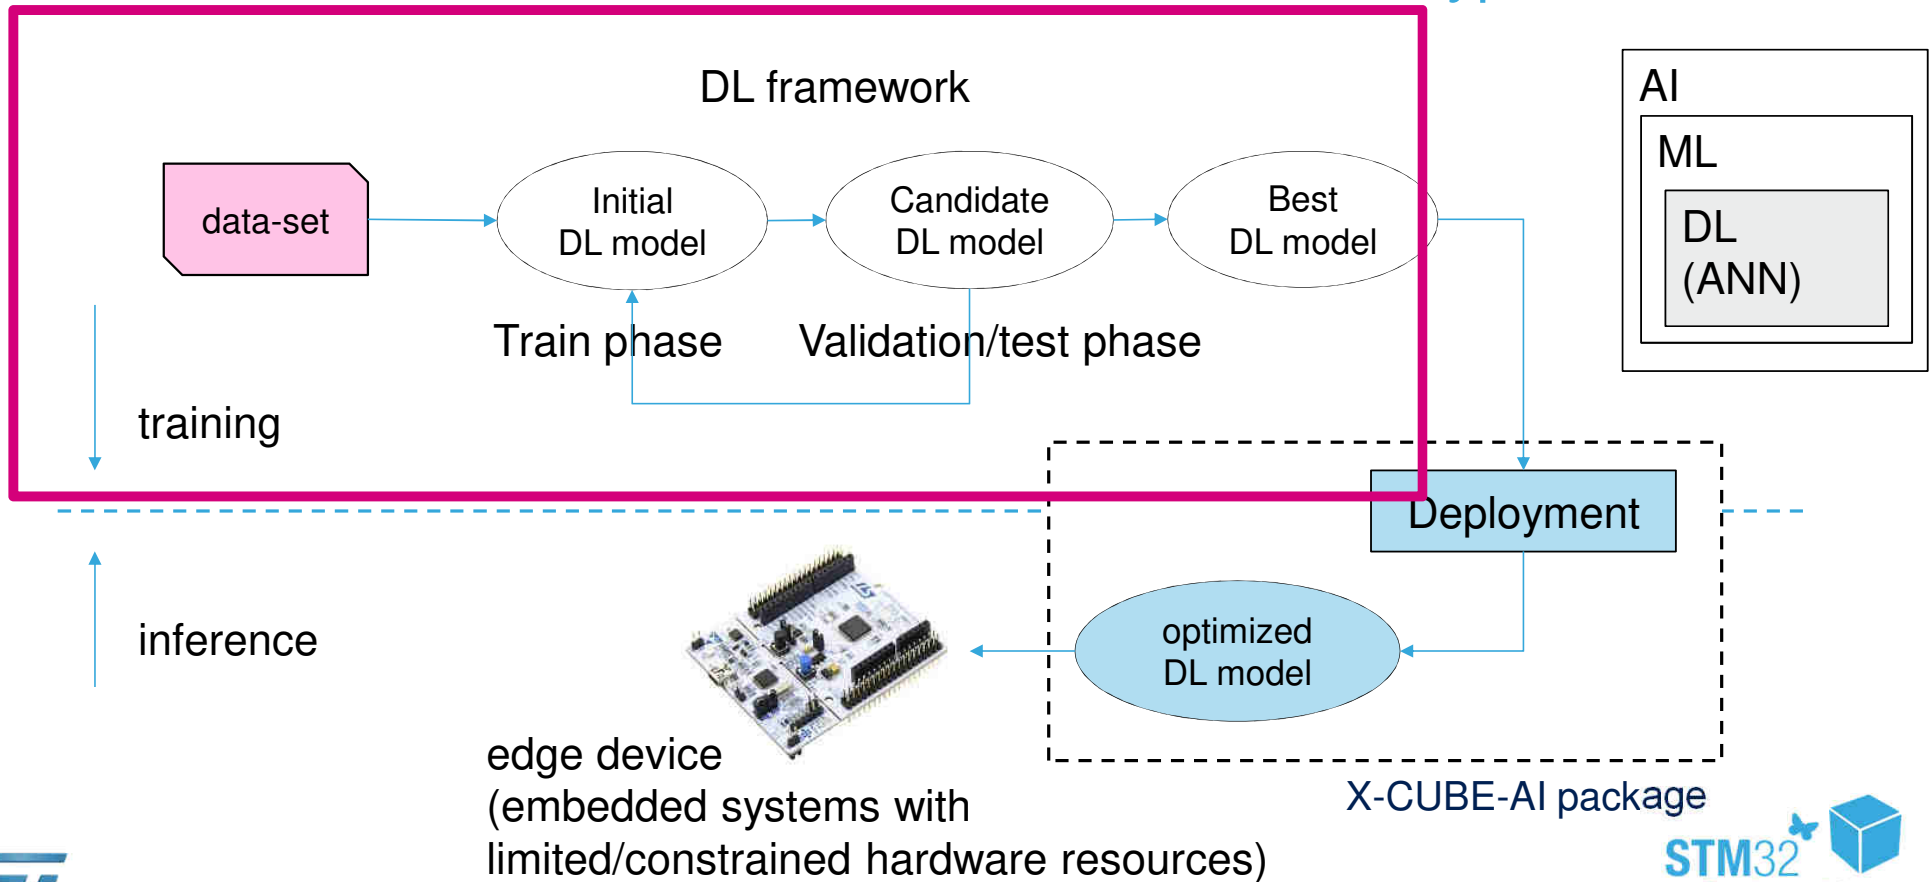 DL framework
AI
ML
DL
(ANN)
data-set
Initial
DL model
Candidate
DL model
Best
DL model
Train phase
Validation/test phase
training
Deployment
inference
optimized
DL model
edge device
(embedded systems with
limited/constrained hardware resources)
X-CUBE-AI package
STM32